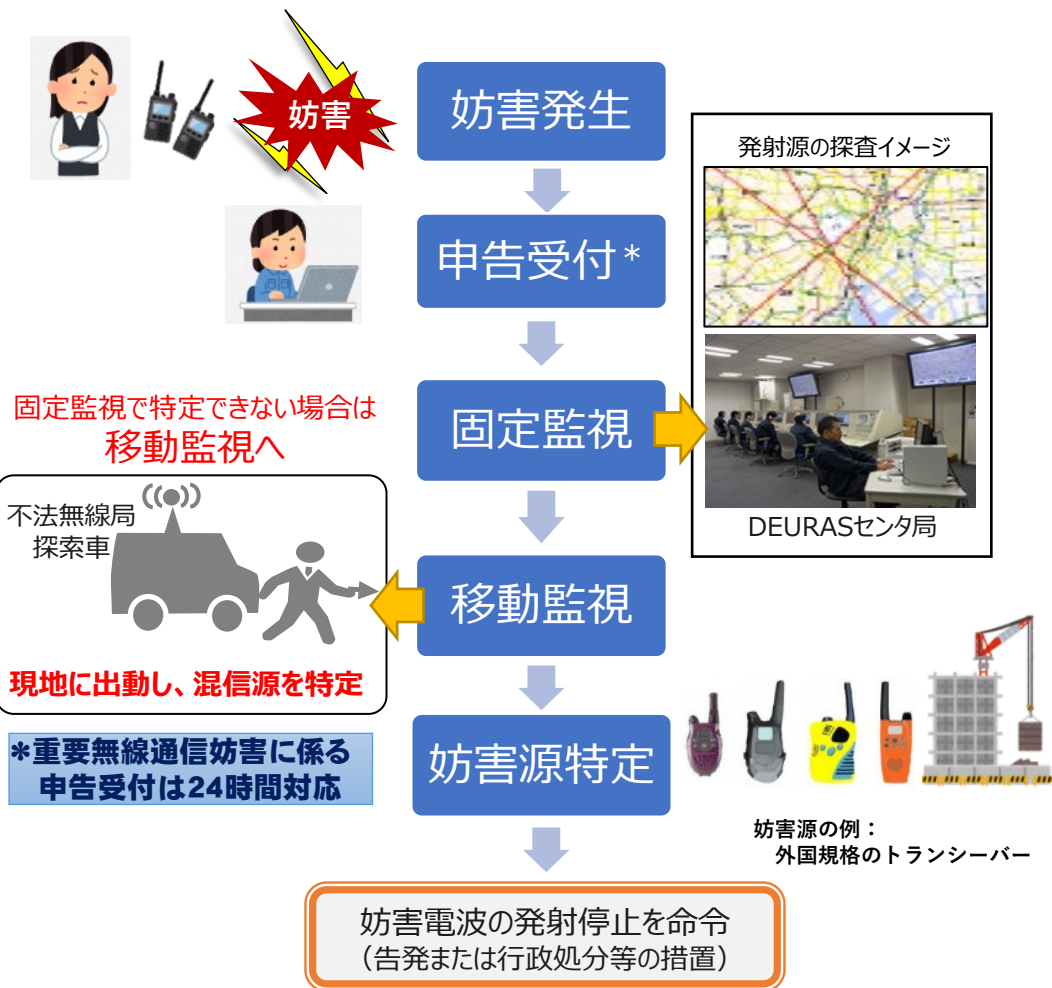 妨害
妨害発生
申告受付*
固定監視
移動監視
妨害源特定
妨害電波の発射停止を命令
（告発または行政処分等の措置）
発射源の探査イメージ
DEURASセンタ局
固定監視で特定できない場合は
移動監視へ
不法無線局
探索車
現地に出動し、混信源を特定
*重要無線通信妨害に係る
申告受付は24時間対応
妨害源の例：
外国規格のトランシーバー